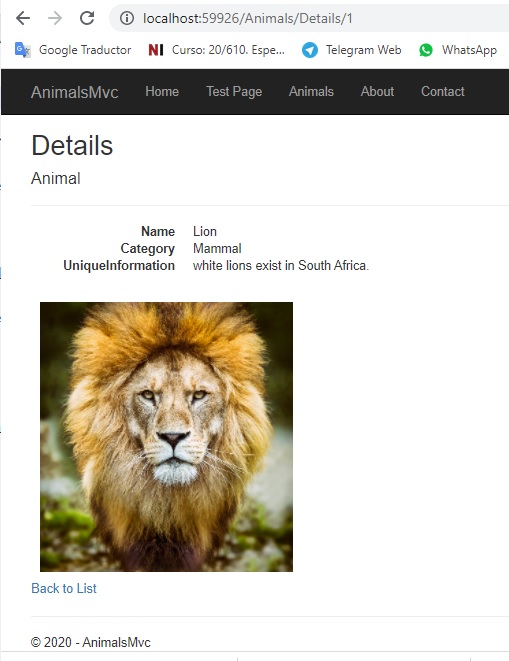 localhost:59926/Animals/Details/1
Google Traductor Curso: 20/610. Espe... Telegram Web WhatsApp
AnimalsMvc Home Test Page Animals About Contact
Details
Animal
Name Lion
Category Mammal
UniqueInformation white lions exist in South Africa.
Back to List
© 2020 - AnimalsMvc